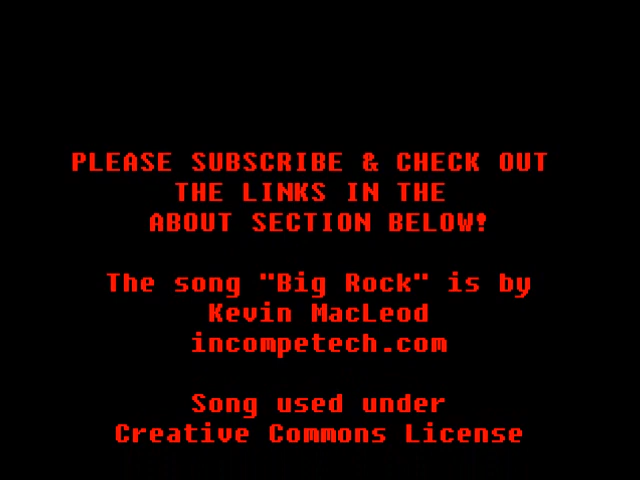 PLEASE SUBSCRIBE & CHECK OUT
THE LINKS IN THE
ABOUT SECTION BELOW!
The song "Big Rock" is by
Kevin MacLeod
incompetech.com
Song used under
Creative Commons License